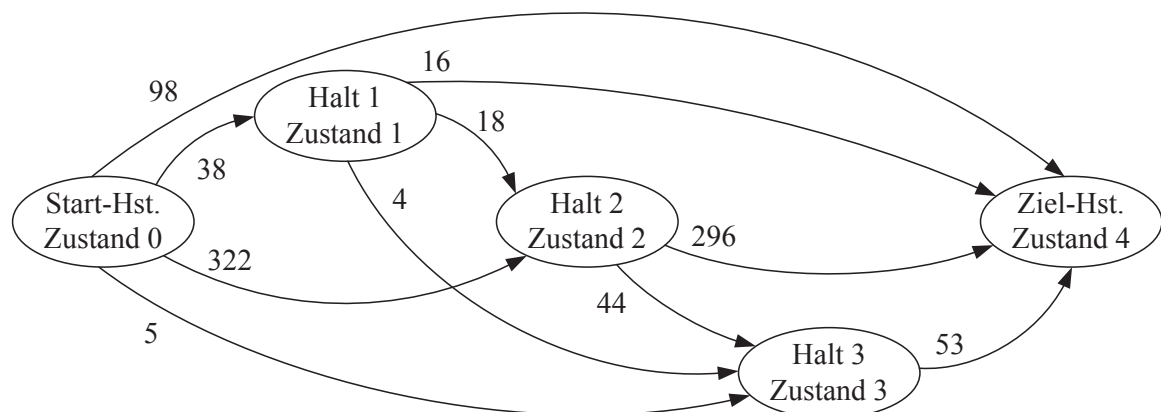 98
16
Halt 1
Zustand 1
18
38
4
Start-Hst.
Zustand 0
Halt 2
Zustand 2
Ziel-Hst.
Zustand 4
322
296
44
5
53
Halt 3
Zustand 3